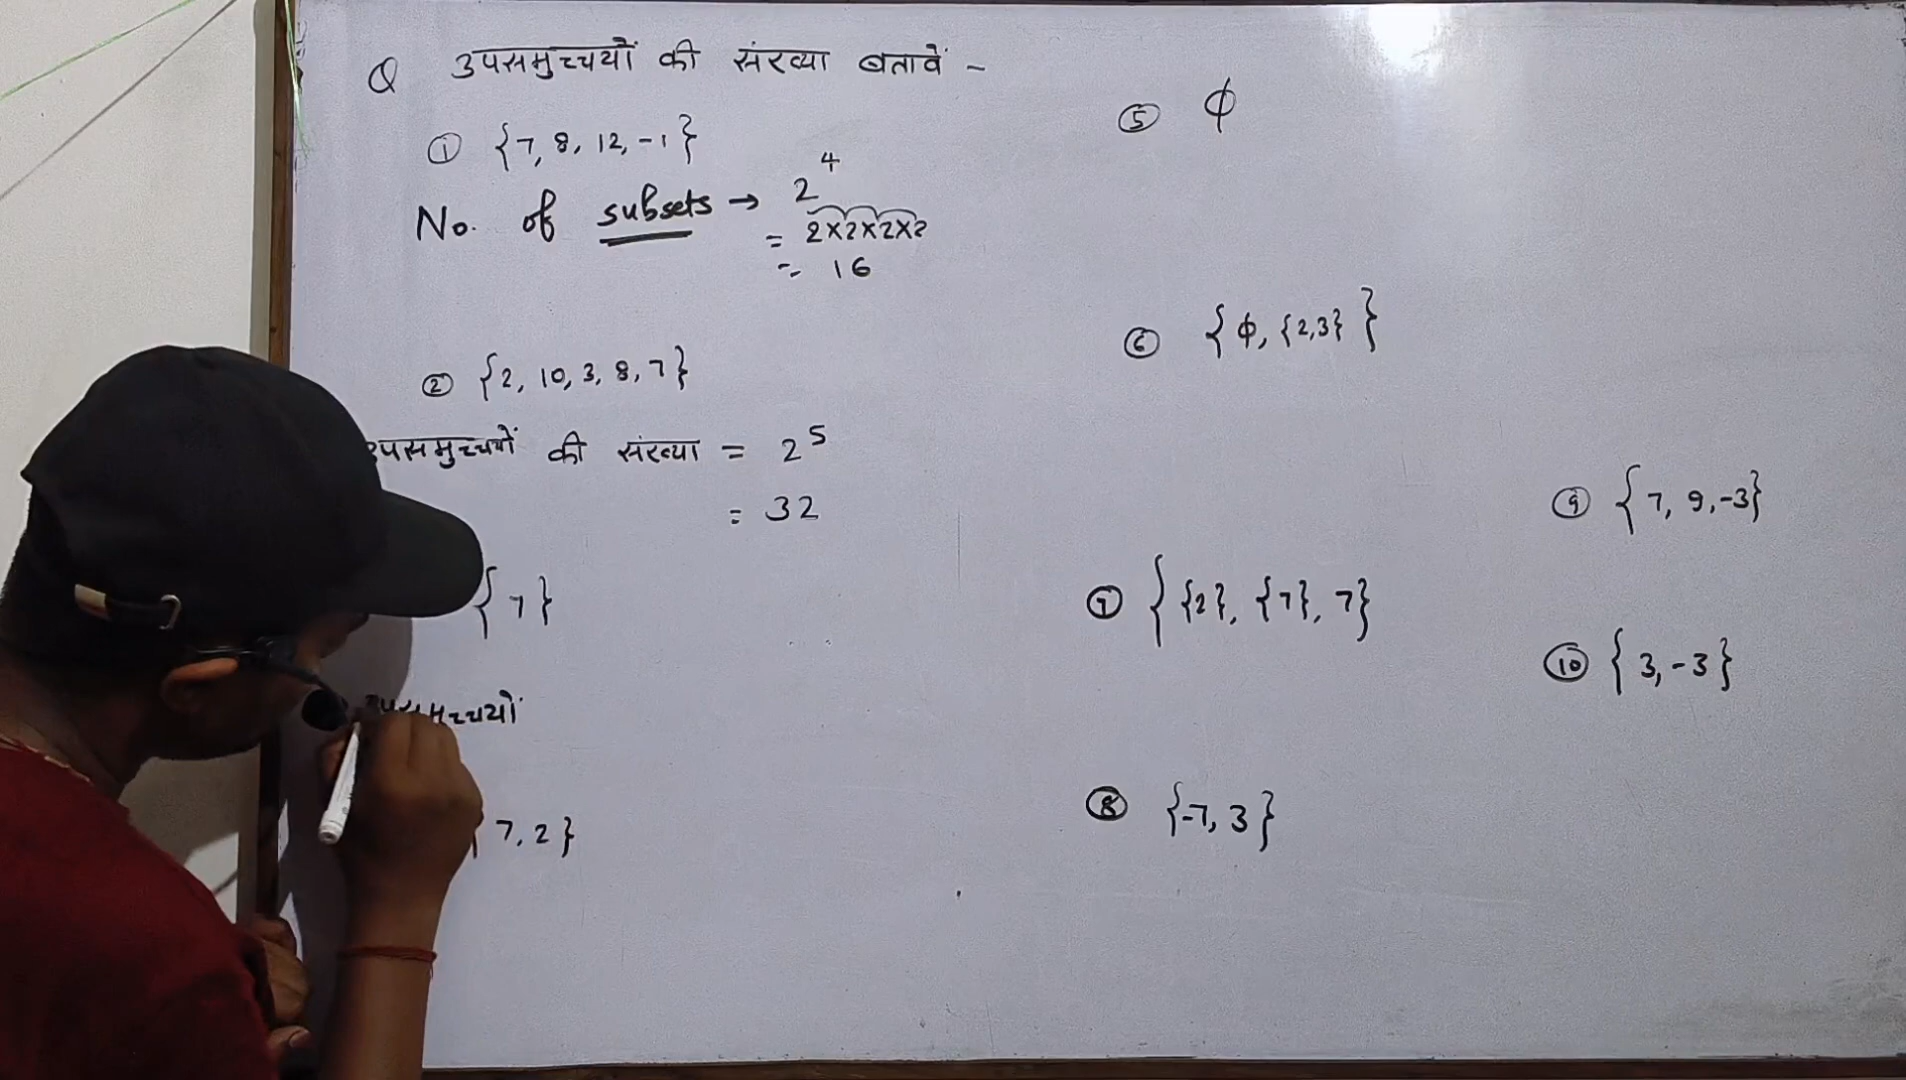 Q उपसमुच्चयों की संख्या बतावें -
① {7, 8, 12, -1}
No. of subsets → 2⁴
= 2×2×2×2
= 16
② {2, 10, 3, 8, 7}
उपसमुच्चयों की संख्या = 2⁵
= 32
{7}
उपसमुच्चयों
7, 2}
⑤ ϕ
⑥ {ϕ, {2,3}}
⑦ {{2}, {7}, 7}
⑧ {-7, 3}
⑨ {7, 9, -3}
⑩ {3, -3}